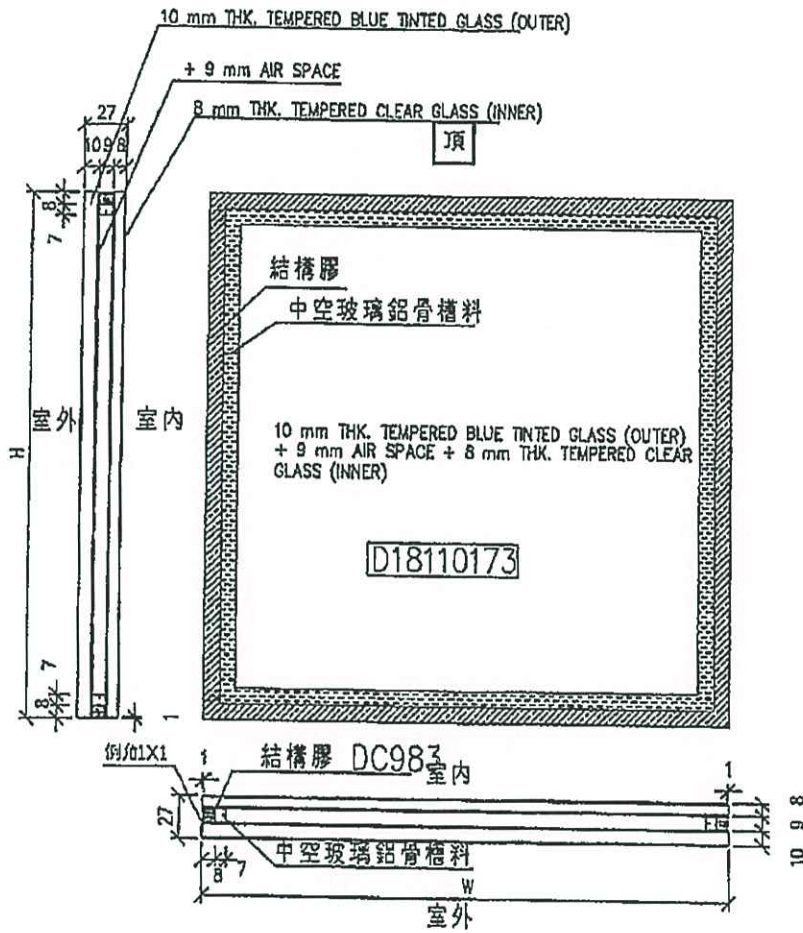 10 mm THK. TEMPERED BLUE TINTED GLASS (OUTER)
+ 9 mm AIR SPACE
27
8 mm THK. TEMPERED CLEAR GLASS (INNER)
頂
10 9 8
8
7
結構膠
中空玻璃鋁骨槽料
室外
室内
H
10 mm THK. TEMPERED BLUE TINTED GLASS (OUTER)
+ 9 mm AIR SPACE + 8 mm THK. TEMPERED CLEAR
GLASS (INNER)
D18110173
7
8
1
1X1
1
結構膠 DC983
室内
1
27
8
9
10
中空玻璃鋁骨槽料
8
7
W
室外